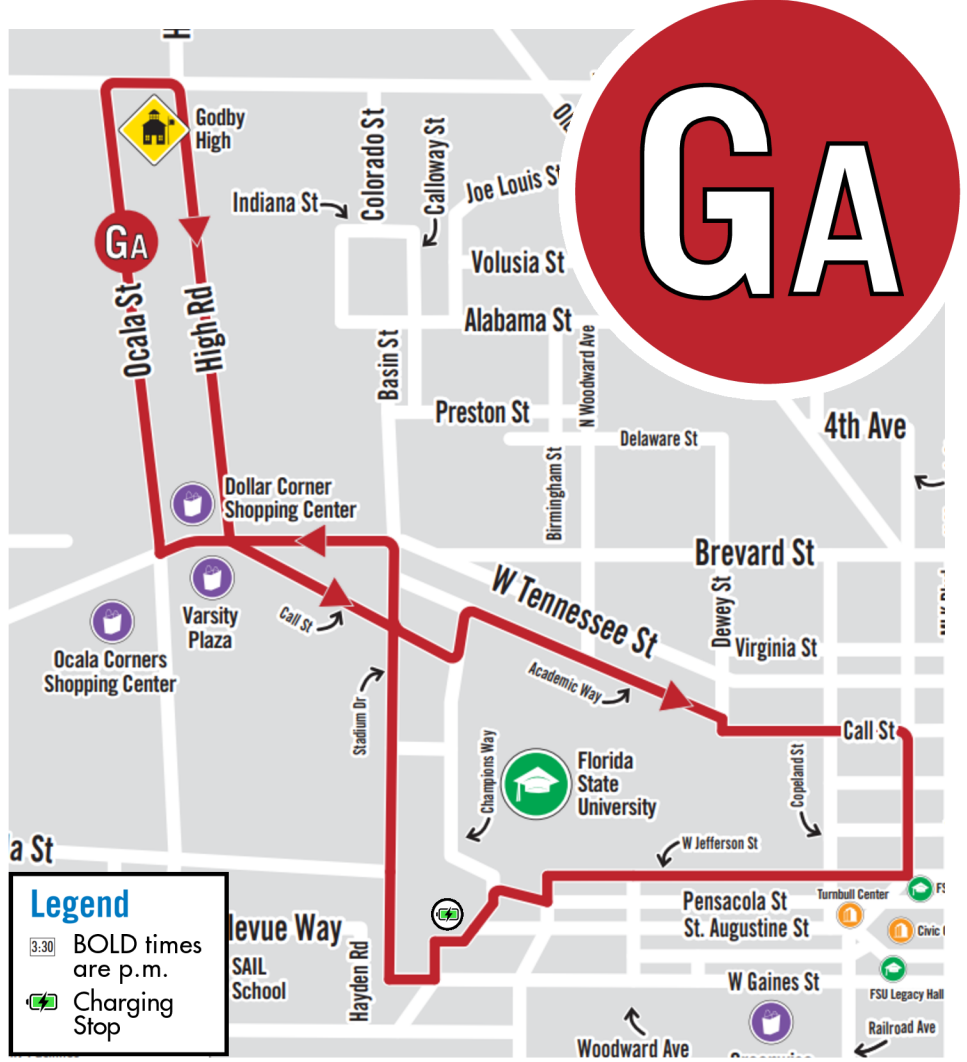 H
Godby
High
Colorado St
Calloway St
Joe Louis St
Indiana St
GA
GA
Volusia St
Ocala St
High Rd
Alabama St
Basin St
N Woodward Ave
Preston St
4th Ave
Delaware St
Birmingham St
Dollar Corner
Shopping Center
Brevard St
W Tennessee St
Dewey St
Varsity
Plaza
Call St
Virginia St
Ocala Corners
Shopping Center
Academic Way
Stadium Dr
Call St
Champions Way
Florida
State
University
Copeland St
a St
W Jefferson St
Legend
3:30 BOLD times
are p.m.
Charging
Stop
Pensacola St
Turnbull Center
FS
levue Way
St. Augustine St
Civic
SAIL
School
Hayden Rd
W Gaines St
FSU Legacy Hall
Railroad Ave
Woodward Ave